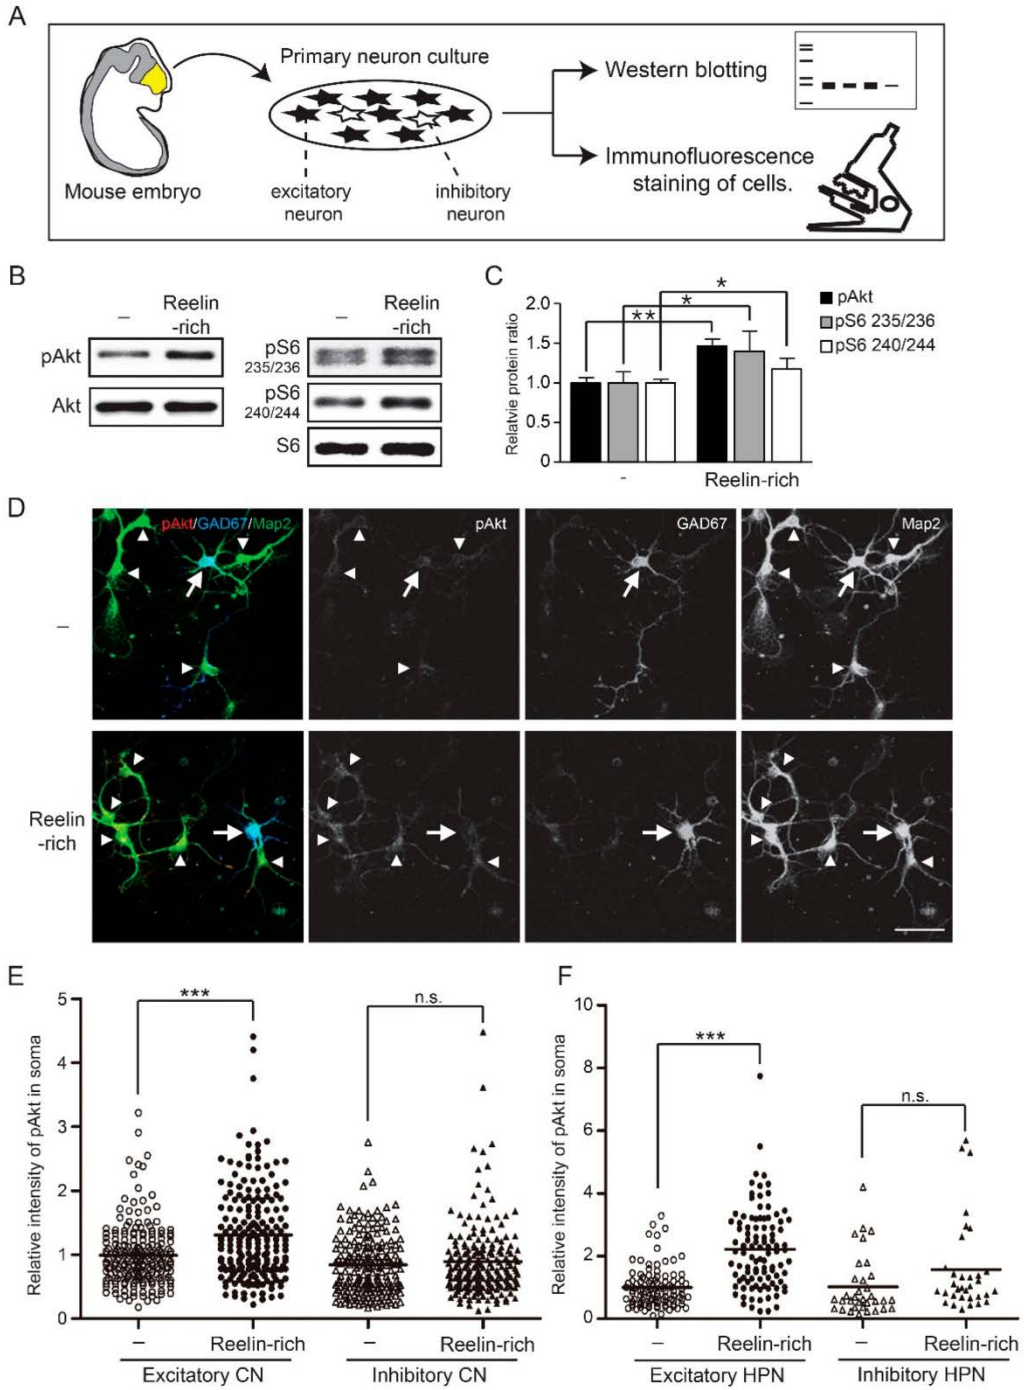 A
Primary neuron culture
Mouse embryo
excitatory
neuron
inhibitory
neuron
Western blotting
Immunofluorescence
staining of cells.
B
–
Reelin
-rich
pAkt
Akt
–
Reelin
-rich
pS6
235/236
pS6
240/244
S6
C
Relatvie protein ratio
2.0
1.5
1.0
0.5
0
**
*
*
-
Reelin-rich
pAkt
pS6 235/236
pS6 240/244
D
pAkt/GAD67/Map2
pAkt
GAD67
Map2
–
Reelin
-rich
E
Relative intensity of pAkt in soma
5
4
3
2
1
0
***
n.s.
–
Reelin-rich
–
Reelin-rich
Excitatory CN
Inhibitory CN
F
Relative intensity of pAkt in soma
10
8
6
4
2
0
***
n.s.
–
Reelin-rich
–
Reelin-rich
Excitatory HPN
Inhibitory HPN